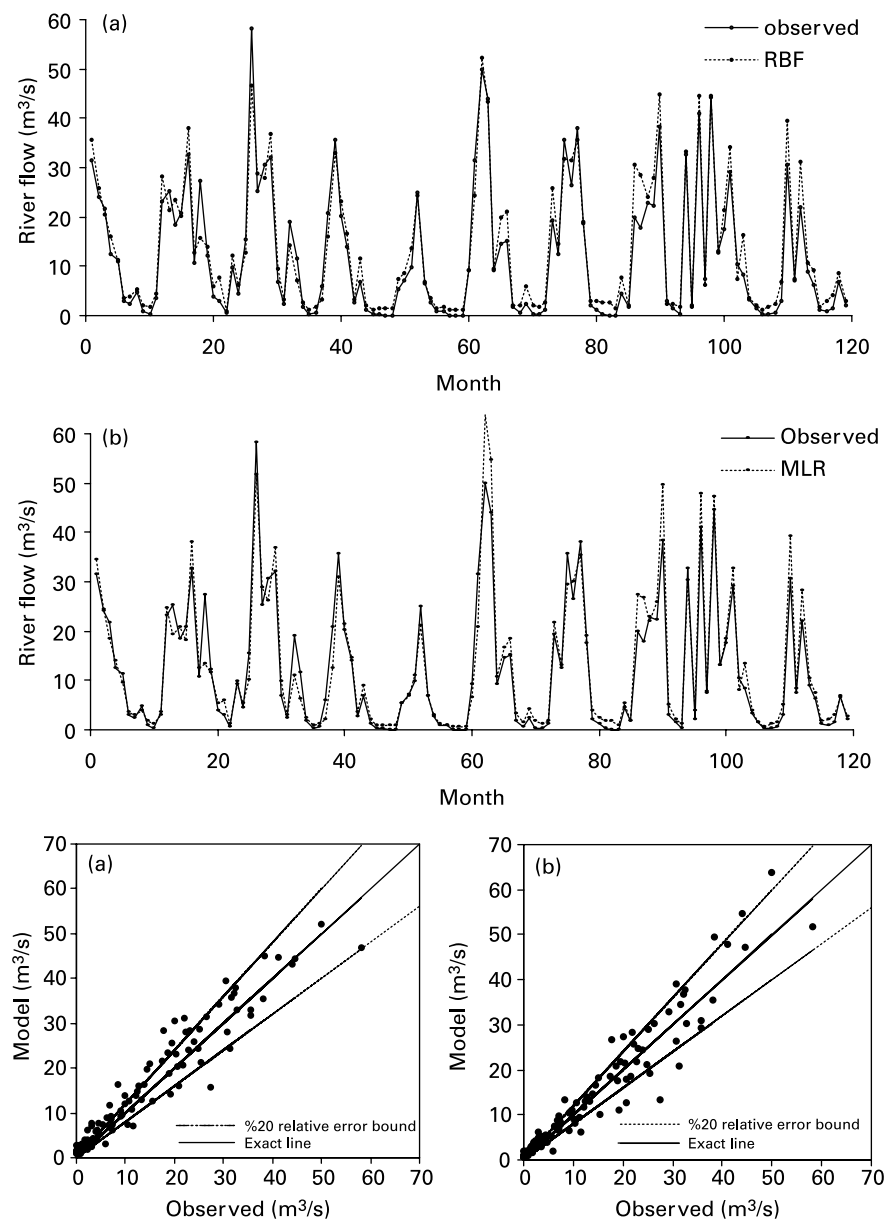 (a)
observed
RBF
River flow (m³/s)
60
50
40
30
20
10
0
0 20 40 60 80 100 120
Month
(b)
Observed
MLR
River flow (m³/s)
60
50
40
30
20
10
0
0 20 40 60 80 100 120
Month
(a)
Model (m³/s)
70
60
50
40
30
20
10
0
%20 relative error bound
Exact line
0 10 20 30 40 50 60 70
Observed (m³/s)
(b)
Model (m³/s)
70
60
50
40
30
20
10
0
%20 relative error bound
Exact line
0 10 20 30 40 50 60 70
Observed (m³/s)